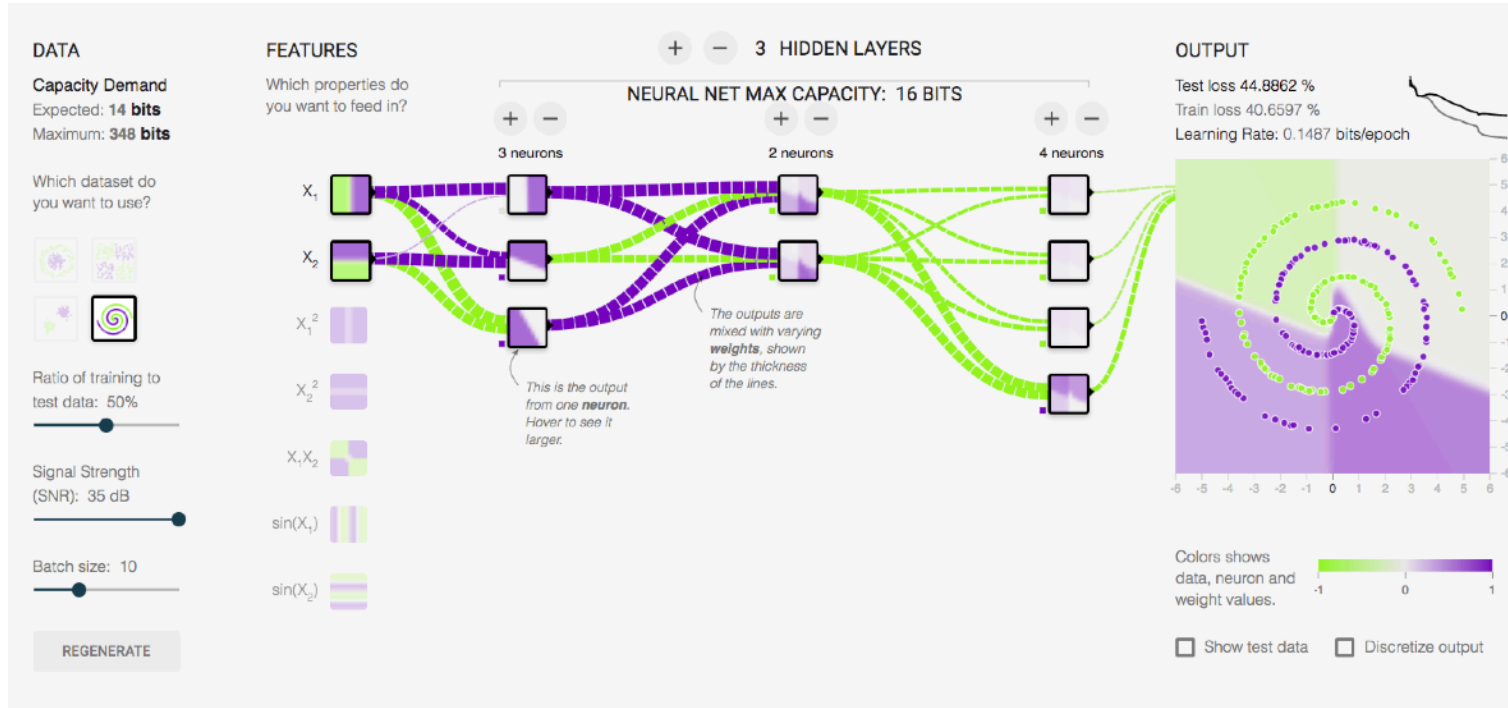 DATA
Capacity Demand
Expected: 14 bits
Maximum: 348 bits
Which dataset do
you want to use?
Ratio of training to
test data: 50%
Signal Strength
(SNR): 35 dB
Batch size: 10
REGENERATE
FEATURES
Which properties do
you want to feed in?
X1
X2
X1²
X2²
X1X2
sin(X1)
sin(X2)
+ − 3 HIDDEN LAYERS
NEURAL NET MAX CAPACITY: 16 BITS
+ − + − + −
3 neurons 2 neurons 4 neurons
This is the output
from one neuron.
Hover to see it
larger.
The outputs are
mixed with varying
weights, shown
by the thickness
of the lines.
OUTPUT
Test loss 44.8862 %
Train loss 40.6597 %
Learning Rate: 0.1487 bits/epoch
6
5
4
3
2
1
0
-6 -5 -4 -3 -2 -1 0 1 2 3 4 5 6
Colors shows
data, neuron and
weight values.
-1 0 1
Show test data Discretize output